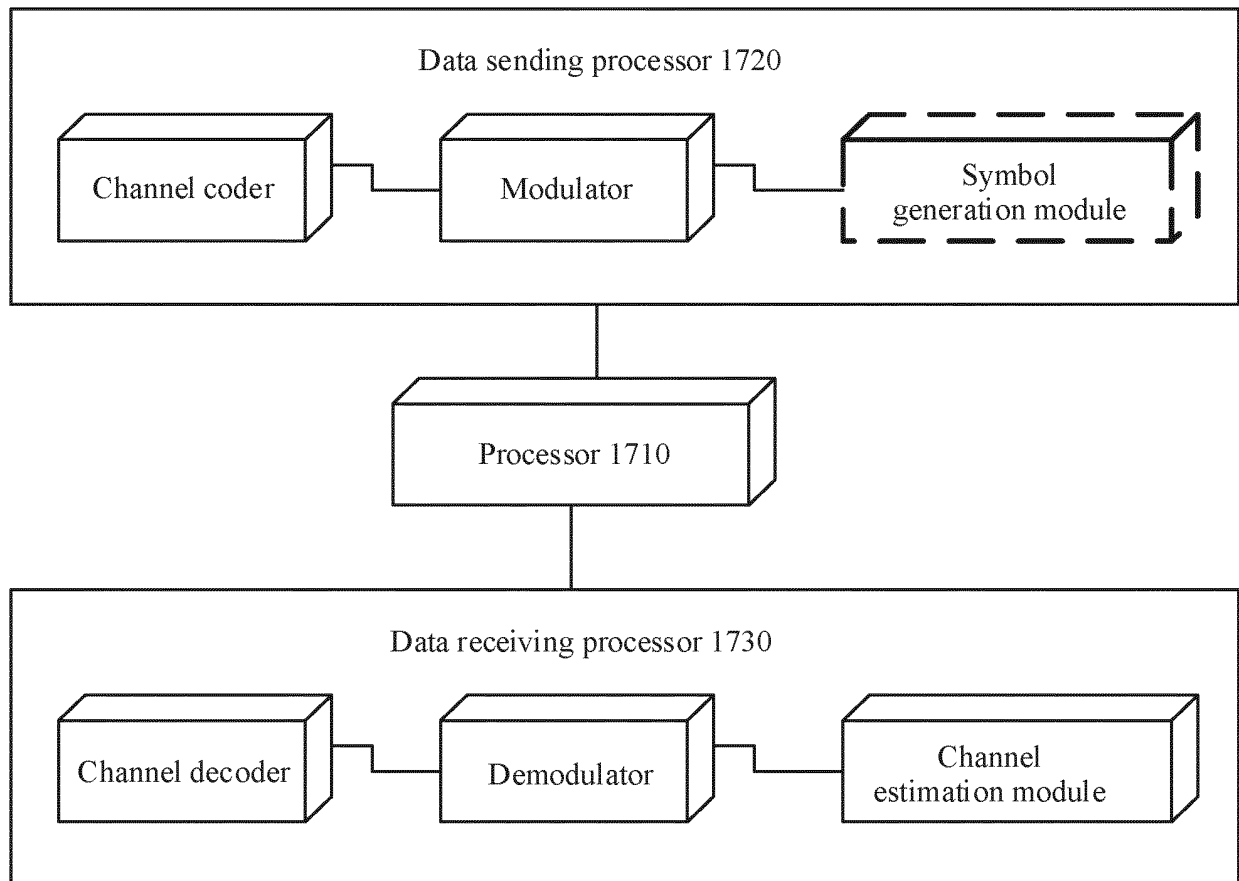 Data sending processor 1720
Channel coder
Modulator
Symbol
generation module
Processor 1710
Data receiving processor 1730
Channel decoder
Demodulator
Channel
estimation module